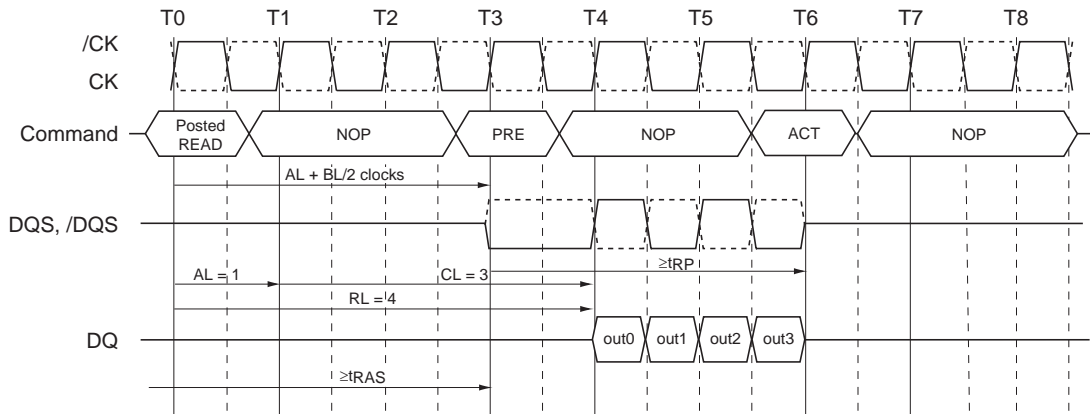 T0 T1 T2 T3 T4 T5 T6 T7 T8
/CK
CK
Command
Posted
READ
NOP
PRE
NOP
ACT
NOP
AL + BL/2 clocks
DQS, /DQS
≥tRP
AL = 1
CL = 3
RL = 4
DQ
out0 out1 out2 out3
≥tRAS